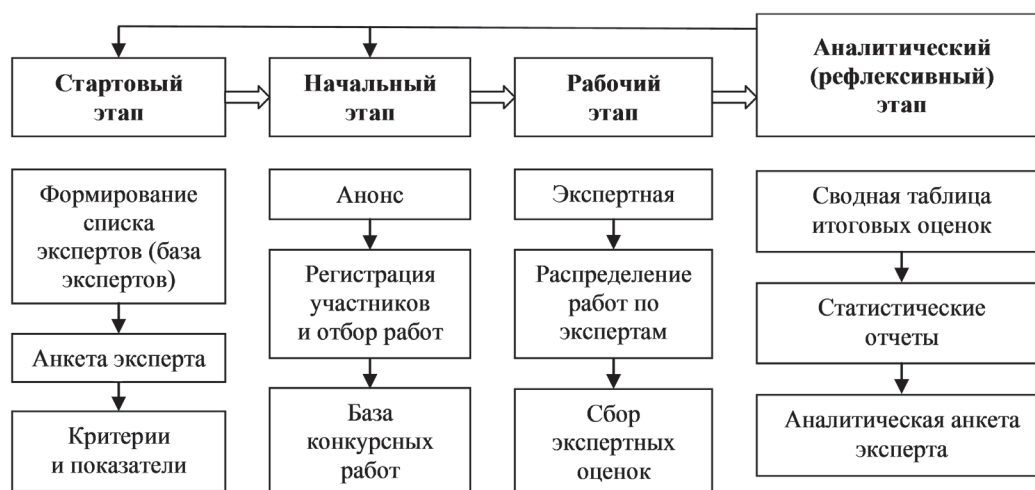 Стартовый
этап
Начальный
этап
Рабочий
этап
Аналитический
(рефлексивный)
этап
Формирование
списка
экспертов (база
экспертов)
Анкета эксперта
Критерии
и показатели
Анонс
Регистрация
участников
и отбор работ
База
конкурсных
работ
Экспертная
Распределение
работ по
экспертам
Сбор
экспертных
оценок
Сводная таблица
итоговых оценок
Статистические
отчеты
Аналитическая анкета
эксперта